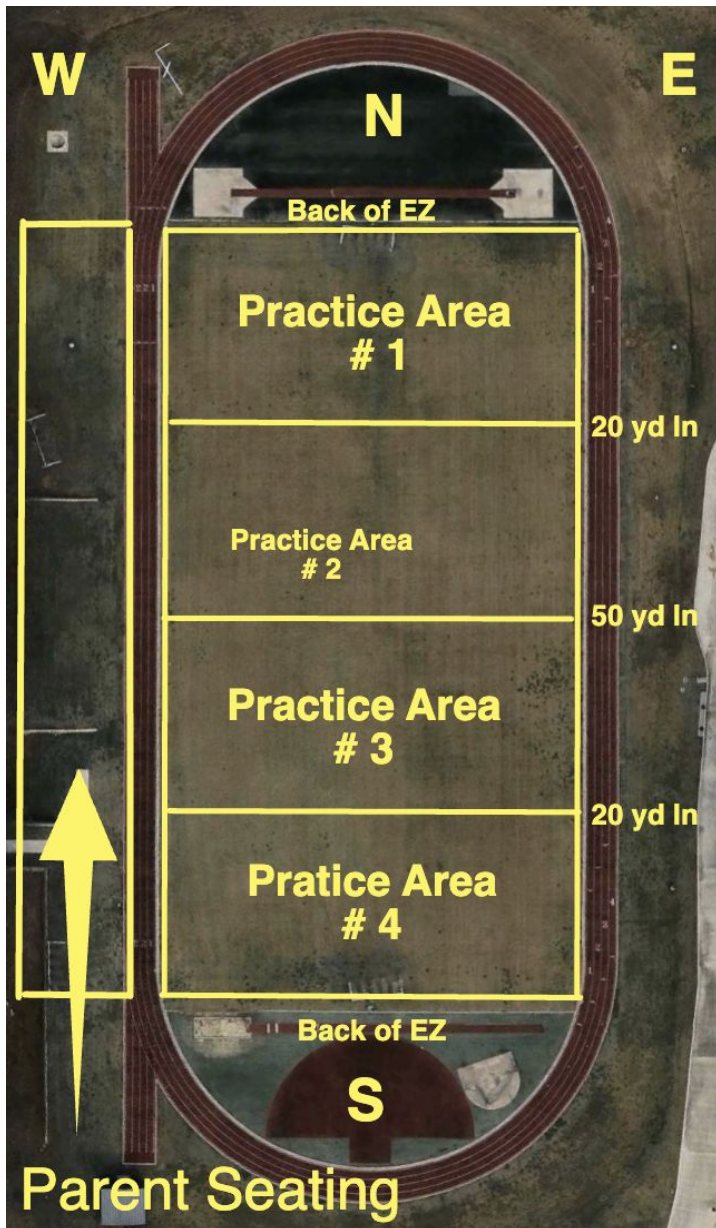 W
E
N
Back of EZ
Practice Area
# 1
20 yd ln
Practice Area
# 2
50 yd ln
Practice Area
# 3
20 yd ln
Pratice Area
# 4
Back of EZ
S
Parent Seating